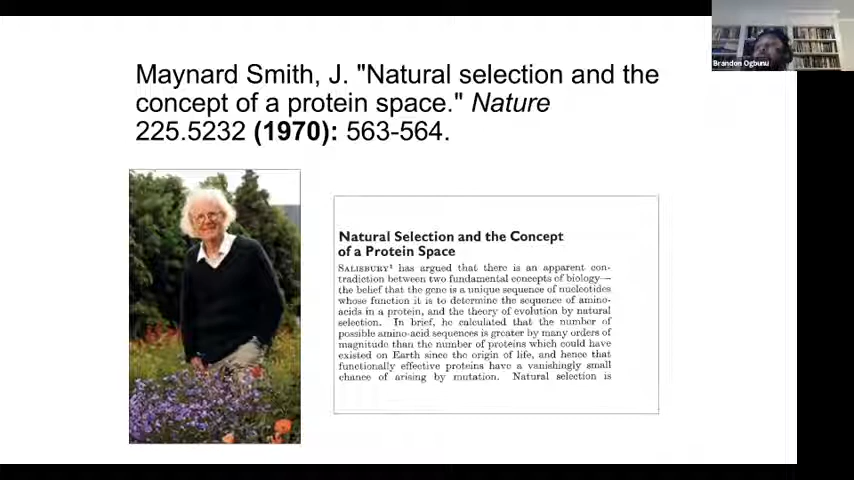 Maynard Smith, J. "Natural selection and the
concept of a protein space." Nature
225.5232 (1970): 563-564.
Brandon Ogbunu
Natural Selection and the Concept
of a Protein Space
SALISBURY¹ has argued that there is an apparent con-
tradiction between two fundamental concepts of biology—
the belief that the gene is a unique sequence of nucleotides
whose function it is to determine the sequence of amino-
acids in a protein, and the theory of evolution by natural
selection. In brief, he calculated that the number of
possible amino-acid sequences is greater by many orders of
magnitude than the number of proteins which could have
existed on Earth since the origin of life, and hence that
functionally effective proteins have a vanishingly small
chance of arising by mutation. Natural selection is